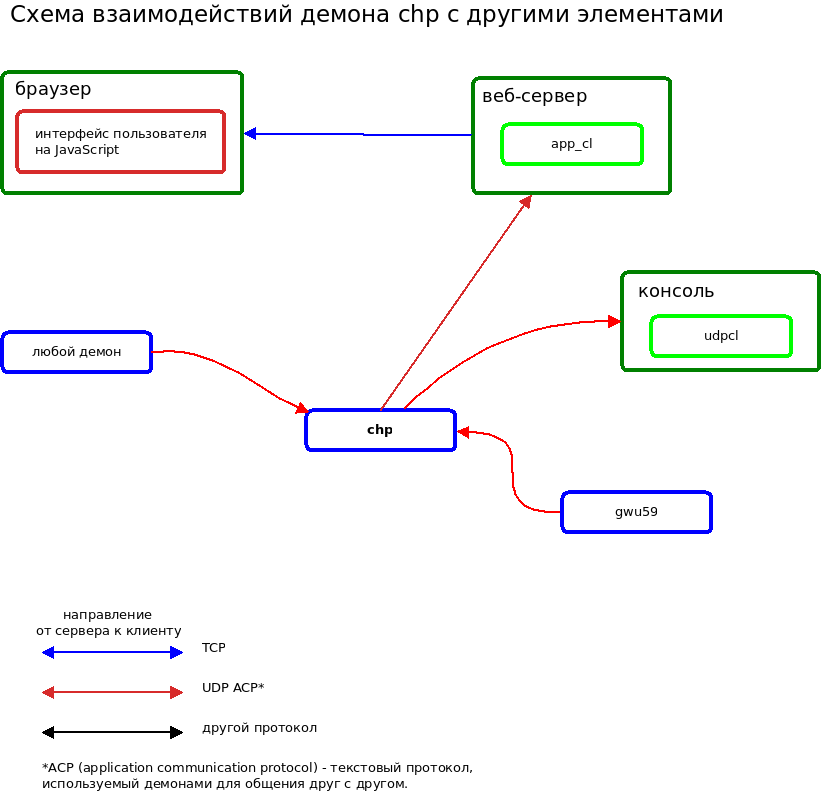 Схема взаимодействий демона chp с другими элементами
браузер
интерфейс пользователя
на JavaScript
веб-сервер
app_cl
консоль
udpcl
любой демон
chp
gwu59
направление
от сервера к клиенту
TCP
UDP ACP*
другой протокол
*ACP (application communication protocol) - текстовый протокол,
используемый демонами для общения друг с другом.